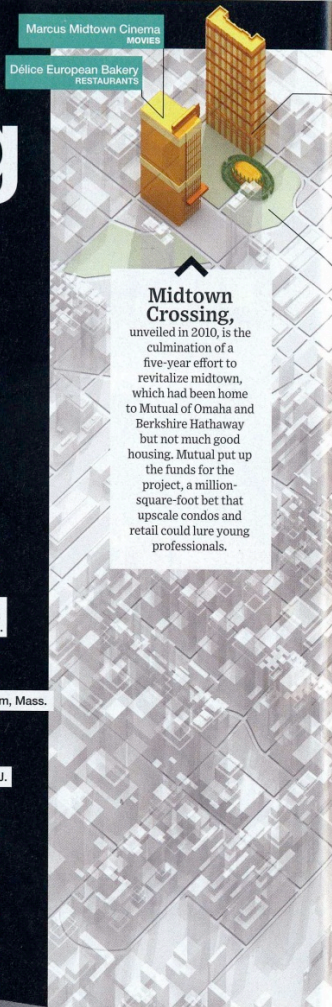 Marcus Midtown Cinema
MOVIES
Délice European Bakery
RESTAURANTS
g
Midtown
Crossing,
unveiled in 2010, is the
culmination of a
five-year effort to
revitalize midtown,
which had been home
to Mutual of Omaha and
Berkshire Hathaway
but not much good
housing. Mutual put up
the funds for the
project, a million-
square-foot bet that
upscale condos and
retail could lure young
professionals.
m, Mass.
J.